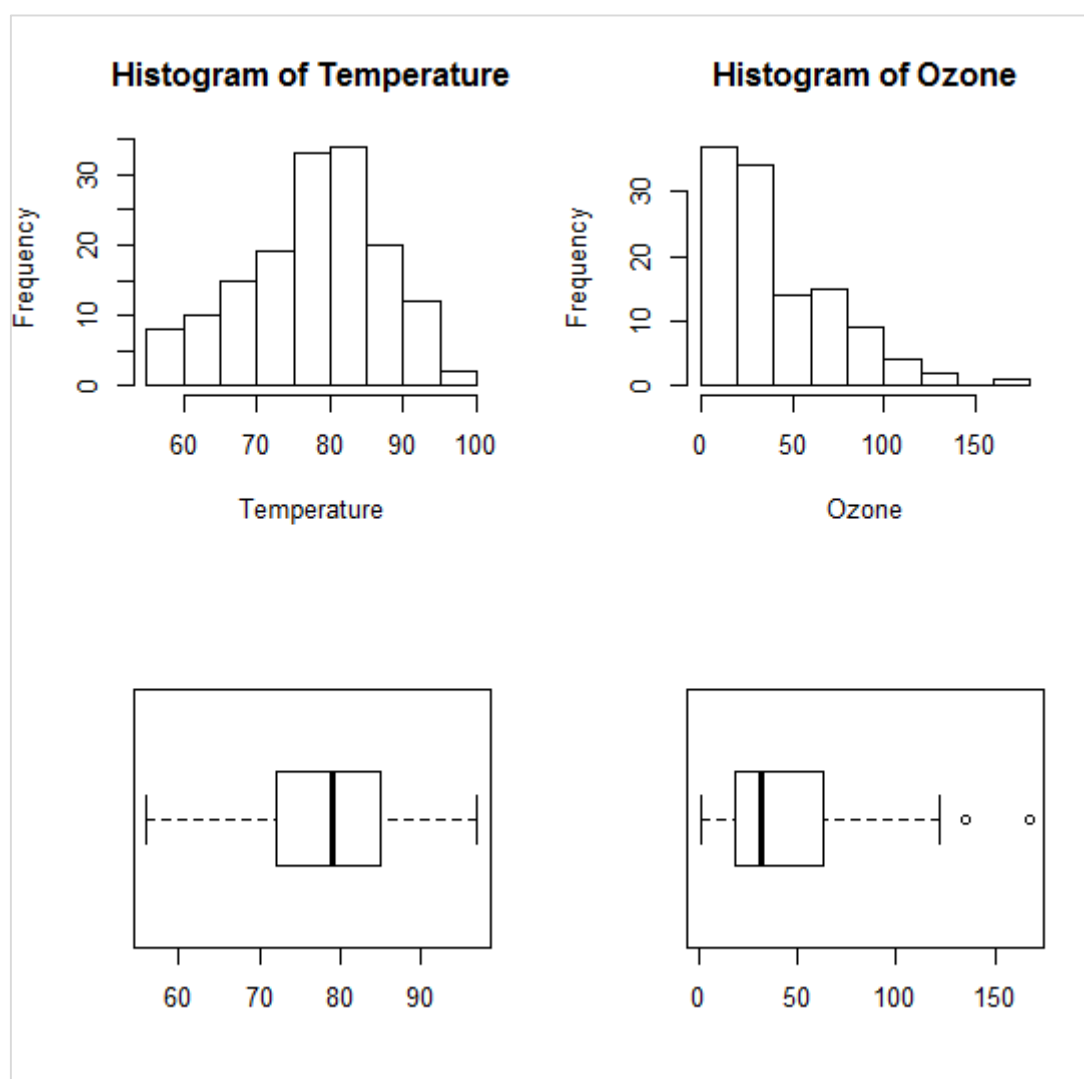 Histogram of Temperature
Frequency
0 10 20 30
60 70 80 90 100
Temperature
Histogram of Ozone
Frequency
0 10 20 30
0 50 100 150
Ozone
60 70 80 90
0 50 100 150